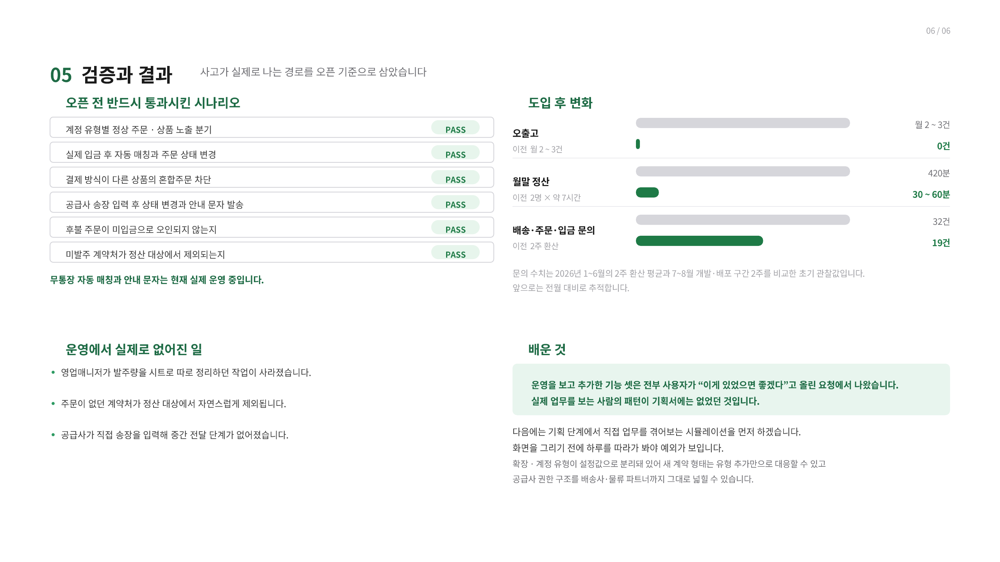 06 / 06
05 검증과 결과
사고가 실제로 나는 경로를 오픈 기준으로 삼았습니다
오픈 전 반드시 통과시킨 시나리오
계정 유형별 정상 주문 · 상품 노출 분기 PASS
실제 입금 후 자동 매칭과 주문 상태 변경 PASS
결제 방식이 다른 상품의 혼합주문 차단 PASS
공급사 송장 입력 후 상태 변경과 안내 문자 발송 PASS
후불 주문이 미입금으로 오인되지 않는지 PASS
미발주 계약처가 정산 대상에서 제외되는지 PASS
무통장 자동 매칭과 안내 문자는 현재 실제 운영 중입니다.
도입 후 변화
월 2 ~ 3건
오출고
0건
이전 월 2 ~ 3건
420분
월말 정산
30 ~ 60분
이전 2명 × 약 7시간
32건
배송·주문·입금 문의
19건
이전 2주 환산
문의 수치는 2026년 1~6월의 2주 환산 평균과 7~8월 개발·배포 구간 2주를 비교한 초기 관찰값입니다.
앞으로는 전월 대비로 추적합니다.
운영에서 실제로 없어진 일
• 영업매니저가 발주량을 시트로 따로 정리하던 작업이 사라졌습니다.
• 주문이 없던 계약처가 정산 대상에서 자연스럽게 제외됩니다.
• 공급사가 직접 송장을 입력해 중간 전달 단계가 없어졌습니다.
배운 것
운영을 보고 추가한 기능 셋은 전부 사용자가 “이게 있었으면 좋겠다”고 올린 요청에서 나왔습니다.
실제 업무를 보는 사람의 패턴이 기획서에는 없었던 것입니다.
다음에는 기획 단계에서 직접 업무를 겪어보는 시뮬레이션을 먼저 하겠습니다.
화면을 그리기 전에 하루를 따라가 봐야 예외가 보입니다.
확장 · 계정 유형이 설정값으로 분리돼 있어 새 계약 형태는 유형 추가만으로 대응할 수 있고
공급사 권한 구조를 배송사·물류 파트너까지 그대로 넓힐 수 있습니다.